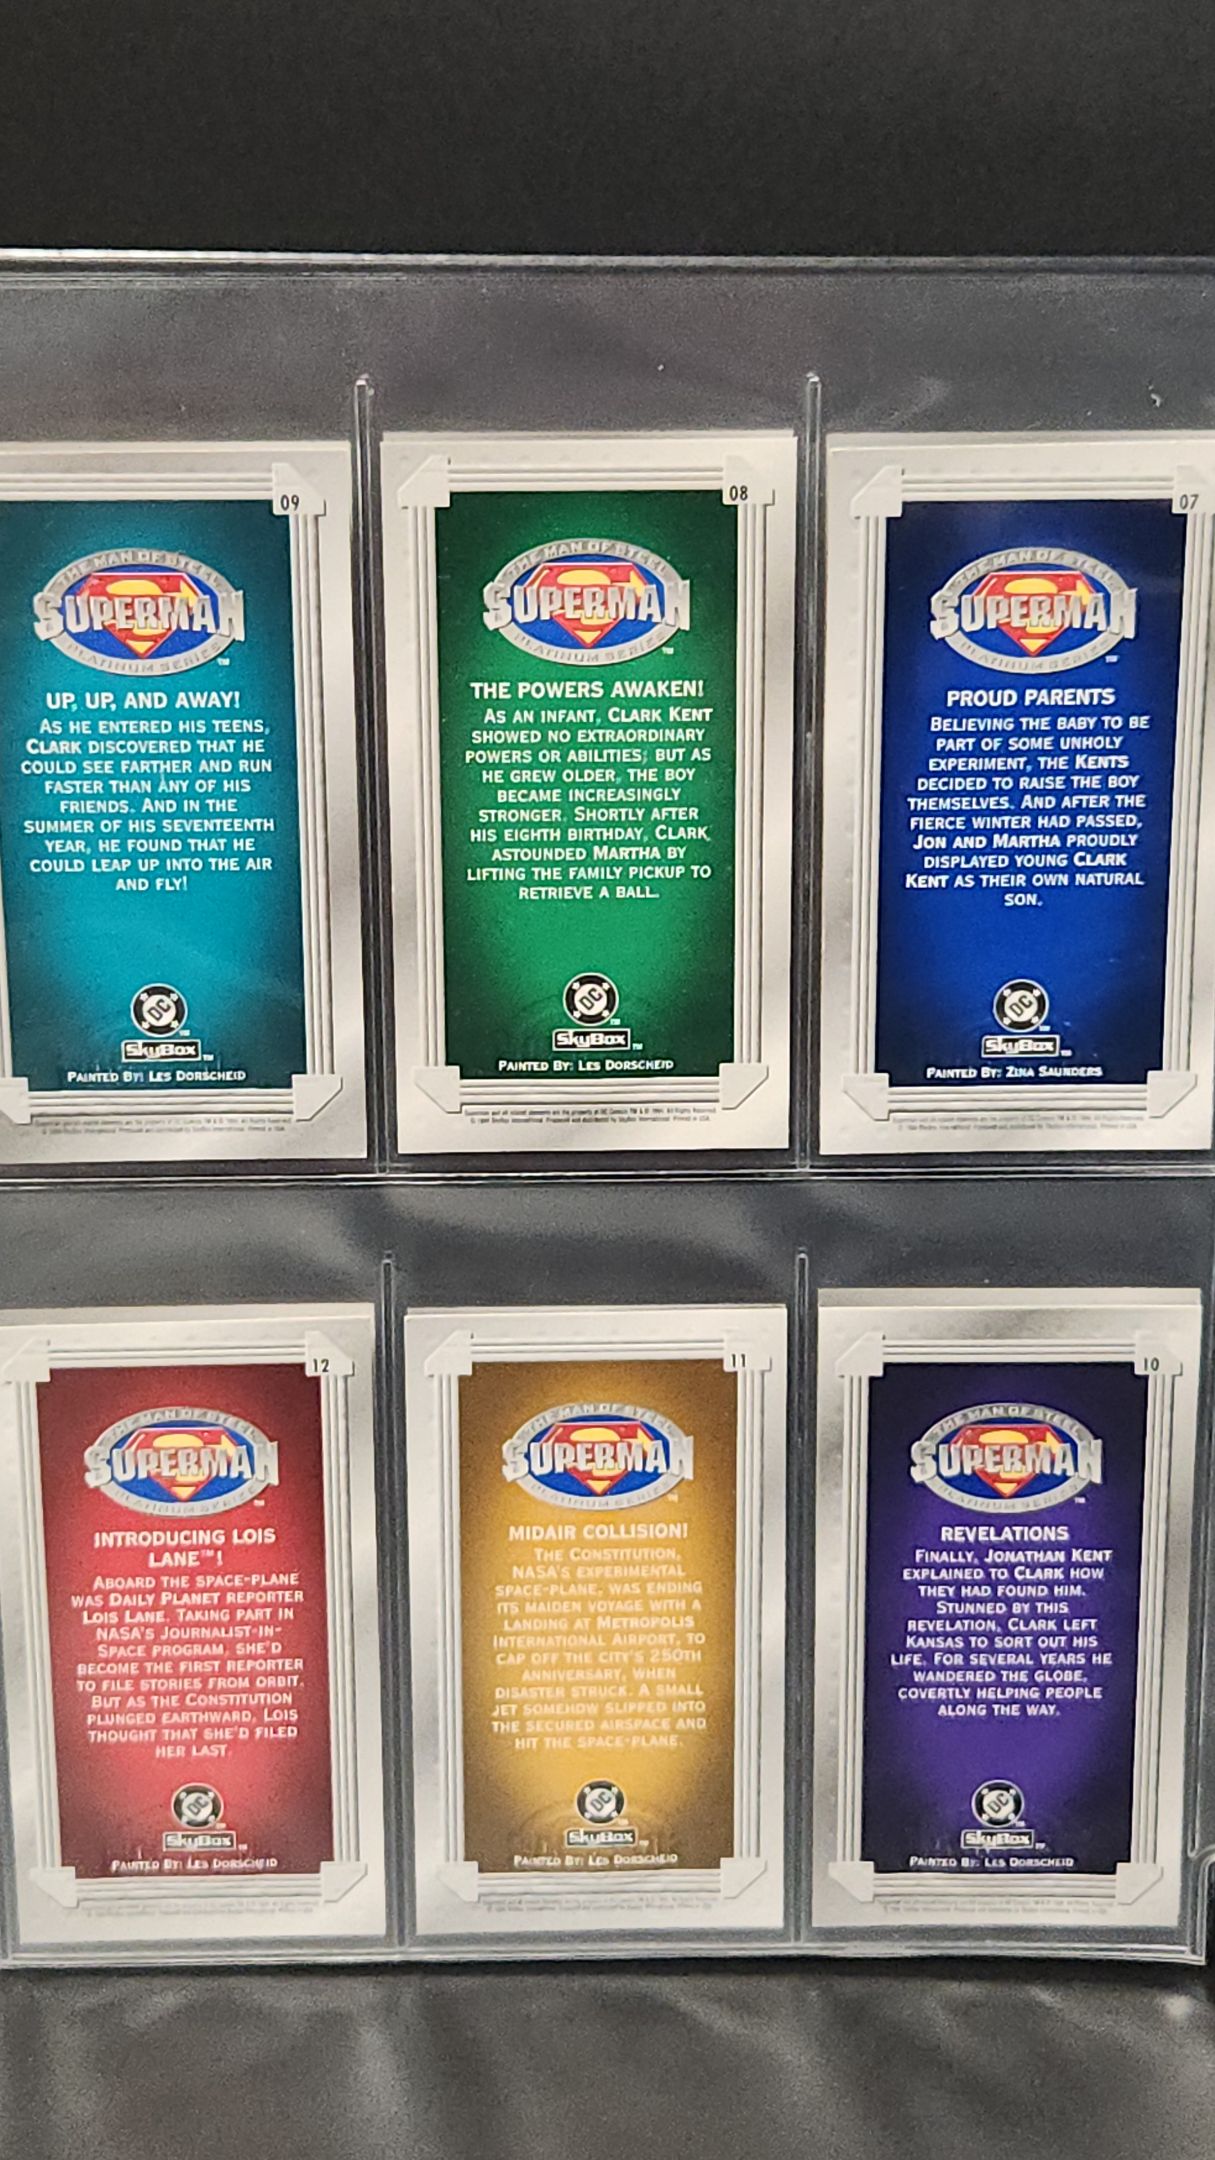 09
THE MAN OF STEEL
SUPERMAN
PLATINUM SERIES
TM
UP, UP, AND AWAY!
AS HE ENTERED HIS TEENS,
CLARK DISCOVERED THAT HE
COULD SEE FARTHER AND RUN
FASTER THAN ANY OF HIS
FRIENDS. AND IN THE
SUMMER OF HIS SEVENTEENTH
YEAR, HE FOUND THAT HE
COULD LEAP UP INTO THE AIR
AND FLY!
DC
SkyBox
PAINTED BY: LES DORSCHEID
08
THE MAN OF STEEL
SUPERMAN
PLATINUM SERIES
TM
THE POWERS AWAKEN!
AS AN INFANT, CLARK KENT
SHOWED NO EXTRAORDINARY
POWERS OR ABILITIES; BUT AS
HE GREW OLDER, THE BOY
BECAME INCREASINGLY
STRONGER. SHORTLY AFTER
HIS EIGHTH BIRTHDAY, CLARK
ASTOUNDED MARTHA BY
LIFTING THE FAMILY PICKUP TO
RETRIEVE A BALL.
DC
SkyBox
PAINTED BY: LES DORSCHEID
07
THE MAN OF STEEL
SUPERMAN
PLATINUM SERIES
TM
PROUD PARENTS
BELIEVING THE BABY TO BE
PART OF SOME UNHOLY
EXPERIMENT, THE KENTS
DECIDED TO RAISE THE BOY
THEMSELVES. AND AFTER THE
FIERCE WINTER HAD PASSED,
JON AND MARTHA PROUDLY
DISPLAYED YOUNG CLARK
KENT AS THEIR OWN NATURAL
SON.
DC
SkyBox
PAINTED BY: ZINA SAUNDERS
12
THE MAN OF STEEL
SUPERMAN
PLATINUM SERIES
TM
INTRODUCING LOIS
LANE™!
ABOARD THE SPACE-PLANE
WAS DAILY PLANET REPORTER
LOIS LANE. TAKING PART IN
NASA'S JOURNALIST-IN-
SPACE PROGRAM, SHE'D
BECOME THE FIRST REPORTER
TO FILE STORIES FROM ORBIT.
BUT AS THE CONSTITUTION
PLUNGED EARTHWARD, LOIS
THOUGHT THAT SHE'D FILED
HER LAST.
DC
SkyBox
PAINTED BY: LES DORSCHEID
11
THE MAN OF STEEL
SUPERMAN
PLATINUM SERIES
TM
MIDAIR COLLISION!
THE CONSTITUTION,
NASA'S EXPERIMENTAL
SPACE-PLANE, WAS ENDING
ITS MAIDEN VOYAGE WITH A
LANDING AT METROPOLIS
INTERNATIONAL AIRPORT, TO
CAP OFF THE CITY'S 250TH
ANNIVERSARY, WHEN
DISASTER STRUCK. A SMALL
JET SOMEHOW SLIPPED INTO
THE SECURED AIRSPACE AND
HIT THE SPACE-PLANE.
DC
SkyBox
PAINTED BY: LES DORSCHEID
10
THE MAN OF STEEL
SUPERMAN
PLATINUM SERIES
TM
REVELATIONS
FINALLY, JONATHAN KENT
EXPLAINED TO CLARK HOW
THEY HAD FOUND HIM.
STUNNED BY THIS
REVELATION, CLARK LEFT
KANSAS TO SORT OUT HIS
LIFE. FOR SEVERAL YEARS HE
WANDERED THE GLOBE,
COVERTLY HELPING PEOPLE
ALONG THE WAY.
DC
SkyBox
PAINTED BY: LES DORSCHEID